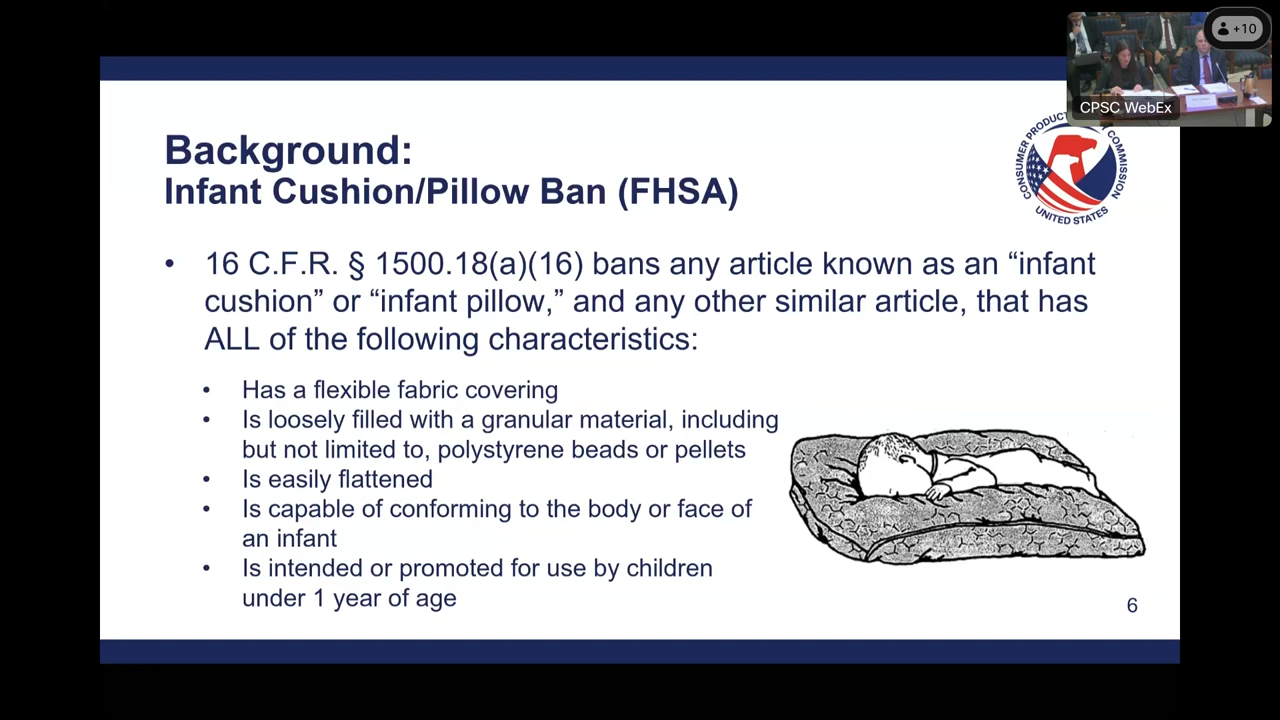 +10
CPSC WebEx
Background:
Infant Cushion/Pillow Ban (FHSA)
CONSUMER PRODUCT COMMISSION
UNITED STATES
• 16 C.F.R. § 1500.18(a)(16) bans any article known as an “infant
cushion” or “infant pillow,” and any other similar article, that has
ALL of the following characteristics:
• Has a flexible fabric covering
• Is loosely filled with a granular material, including
but not limited to, polystyrene beads or pellets
• Is easily flattened
• Is capable of conforming to the body or face of
an infant
• Is intended or promoted for use by children
under 1 year of age
6